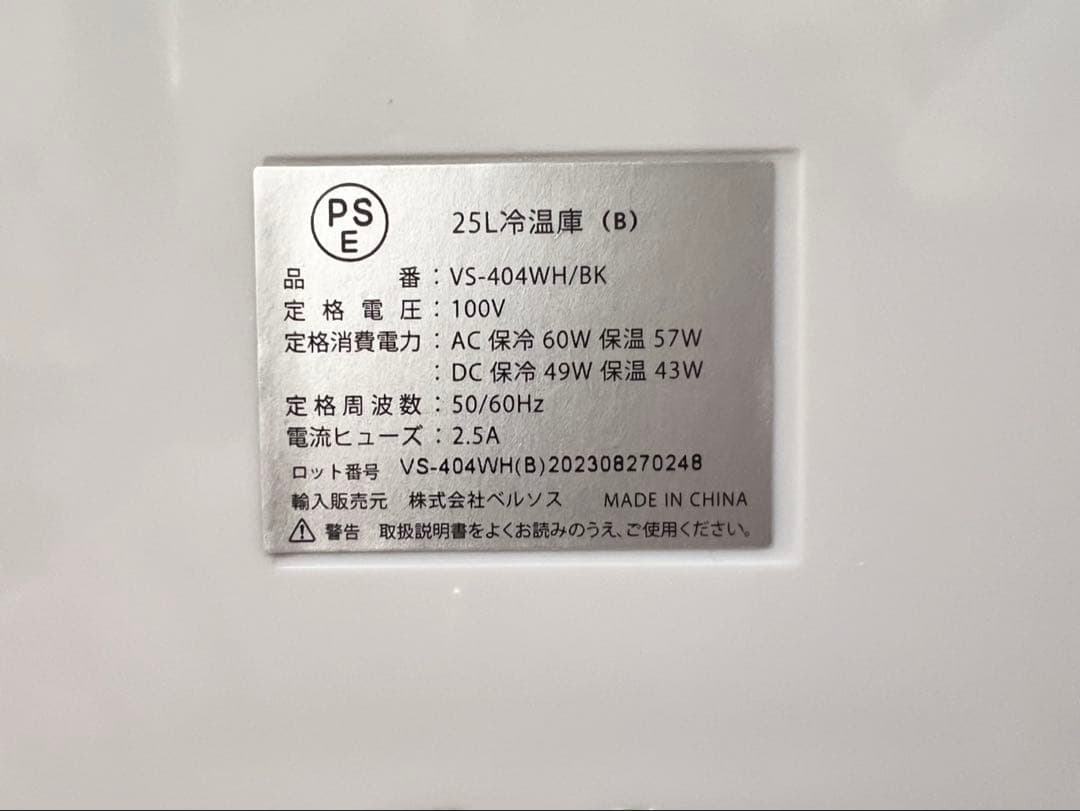 PS
E
25L冷温庫（B）
品番：VS-404WH/BK
定格電圧：100V
定格消費電力：AC 保冷 60W 保温 57W
：DC 保冷 49W 保温 43W
定格周波数：50/60Hz
電流ヒューズ：2.5A
ロット番号 VS-404WH(B)202308270248
輸入販売元 株式会社ベルソス MADE IN CHINA
⚠ 警告 取扱説明書をよくお読みのうえ、ご使用ください。